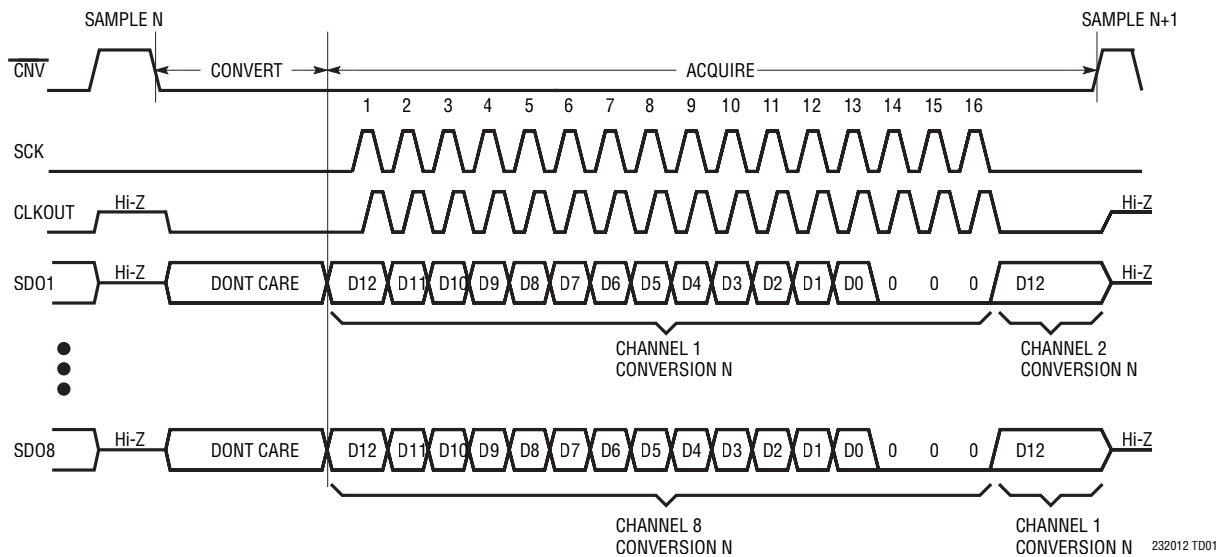 SAMPLE N SAMPLE N+1
CNV CONVERT ACQUIRE
1 2 3 4 5 6 7 8 9 10 11 12 13 14 15 16
SCK
CLKOUT Hi-Z Hi-Z
SDO1 Hi-Z DONT CARE D12 D11 D10 D9 D8 D7 D6 D5 D4 D3 D2 D1 D0 0 0 0 D12 Hi-Z
CHANNEL 1 CHANNEL 2
CONVERSION N CONVERSION N
SDO8 Hi-Z DONT CARE D12 D11 D10 D9 D8 D7 D6 D5 D4 D3 D2 D1 D0 0 0 0 D12 Hi-Z
CHANNEL 8 CHANNEL 1
CONVERSION N CONVERSION N 232012 TD01